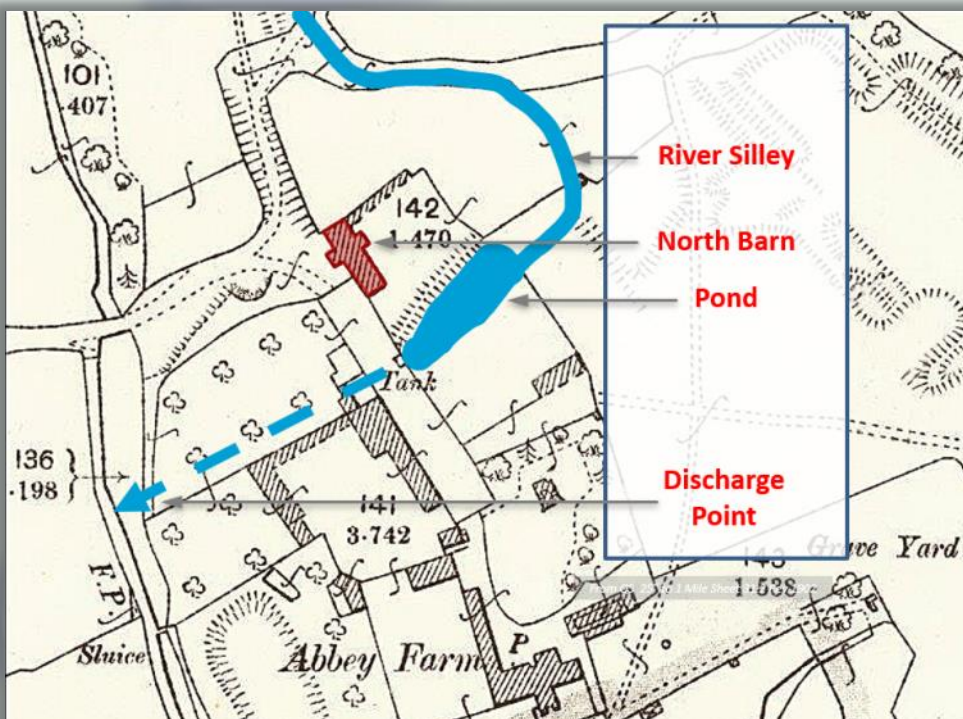 101
407
River Silley
142
1.470
North Barn
Pond
Tank
136
.198
Discharge
Point
141
3.742
Grave Yard
143
1.538
F.P.
Sluice
Abbey Farm
P.